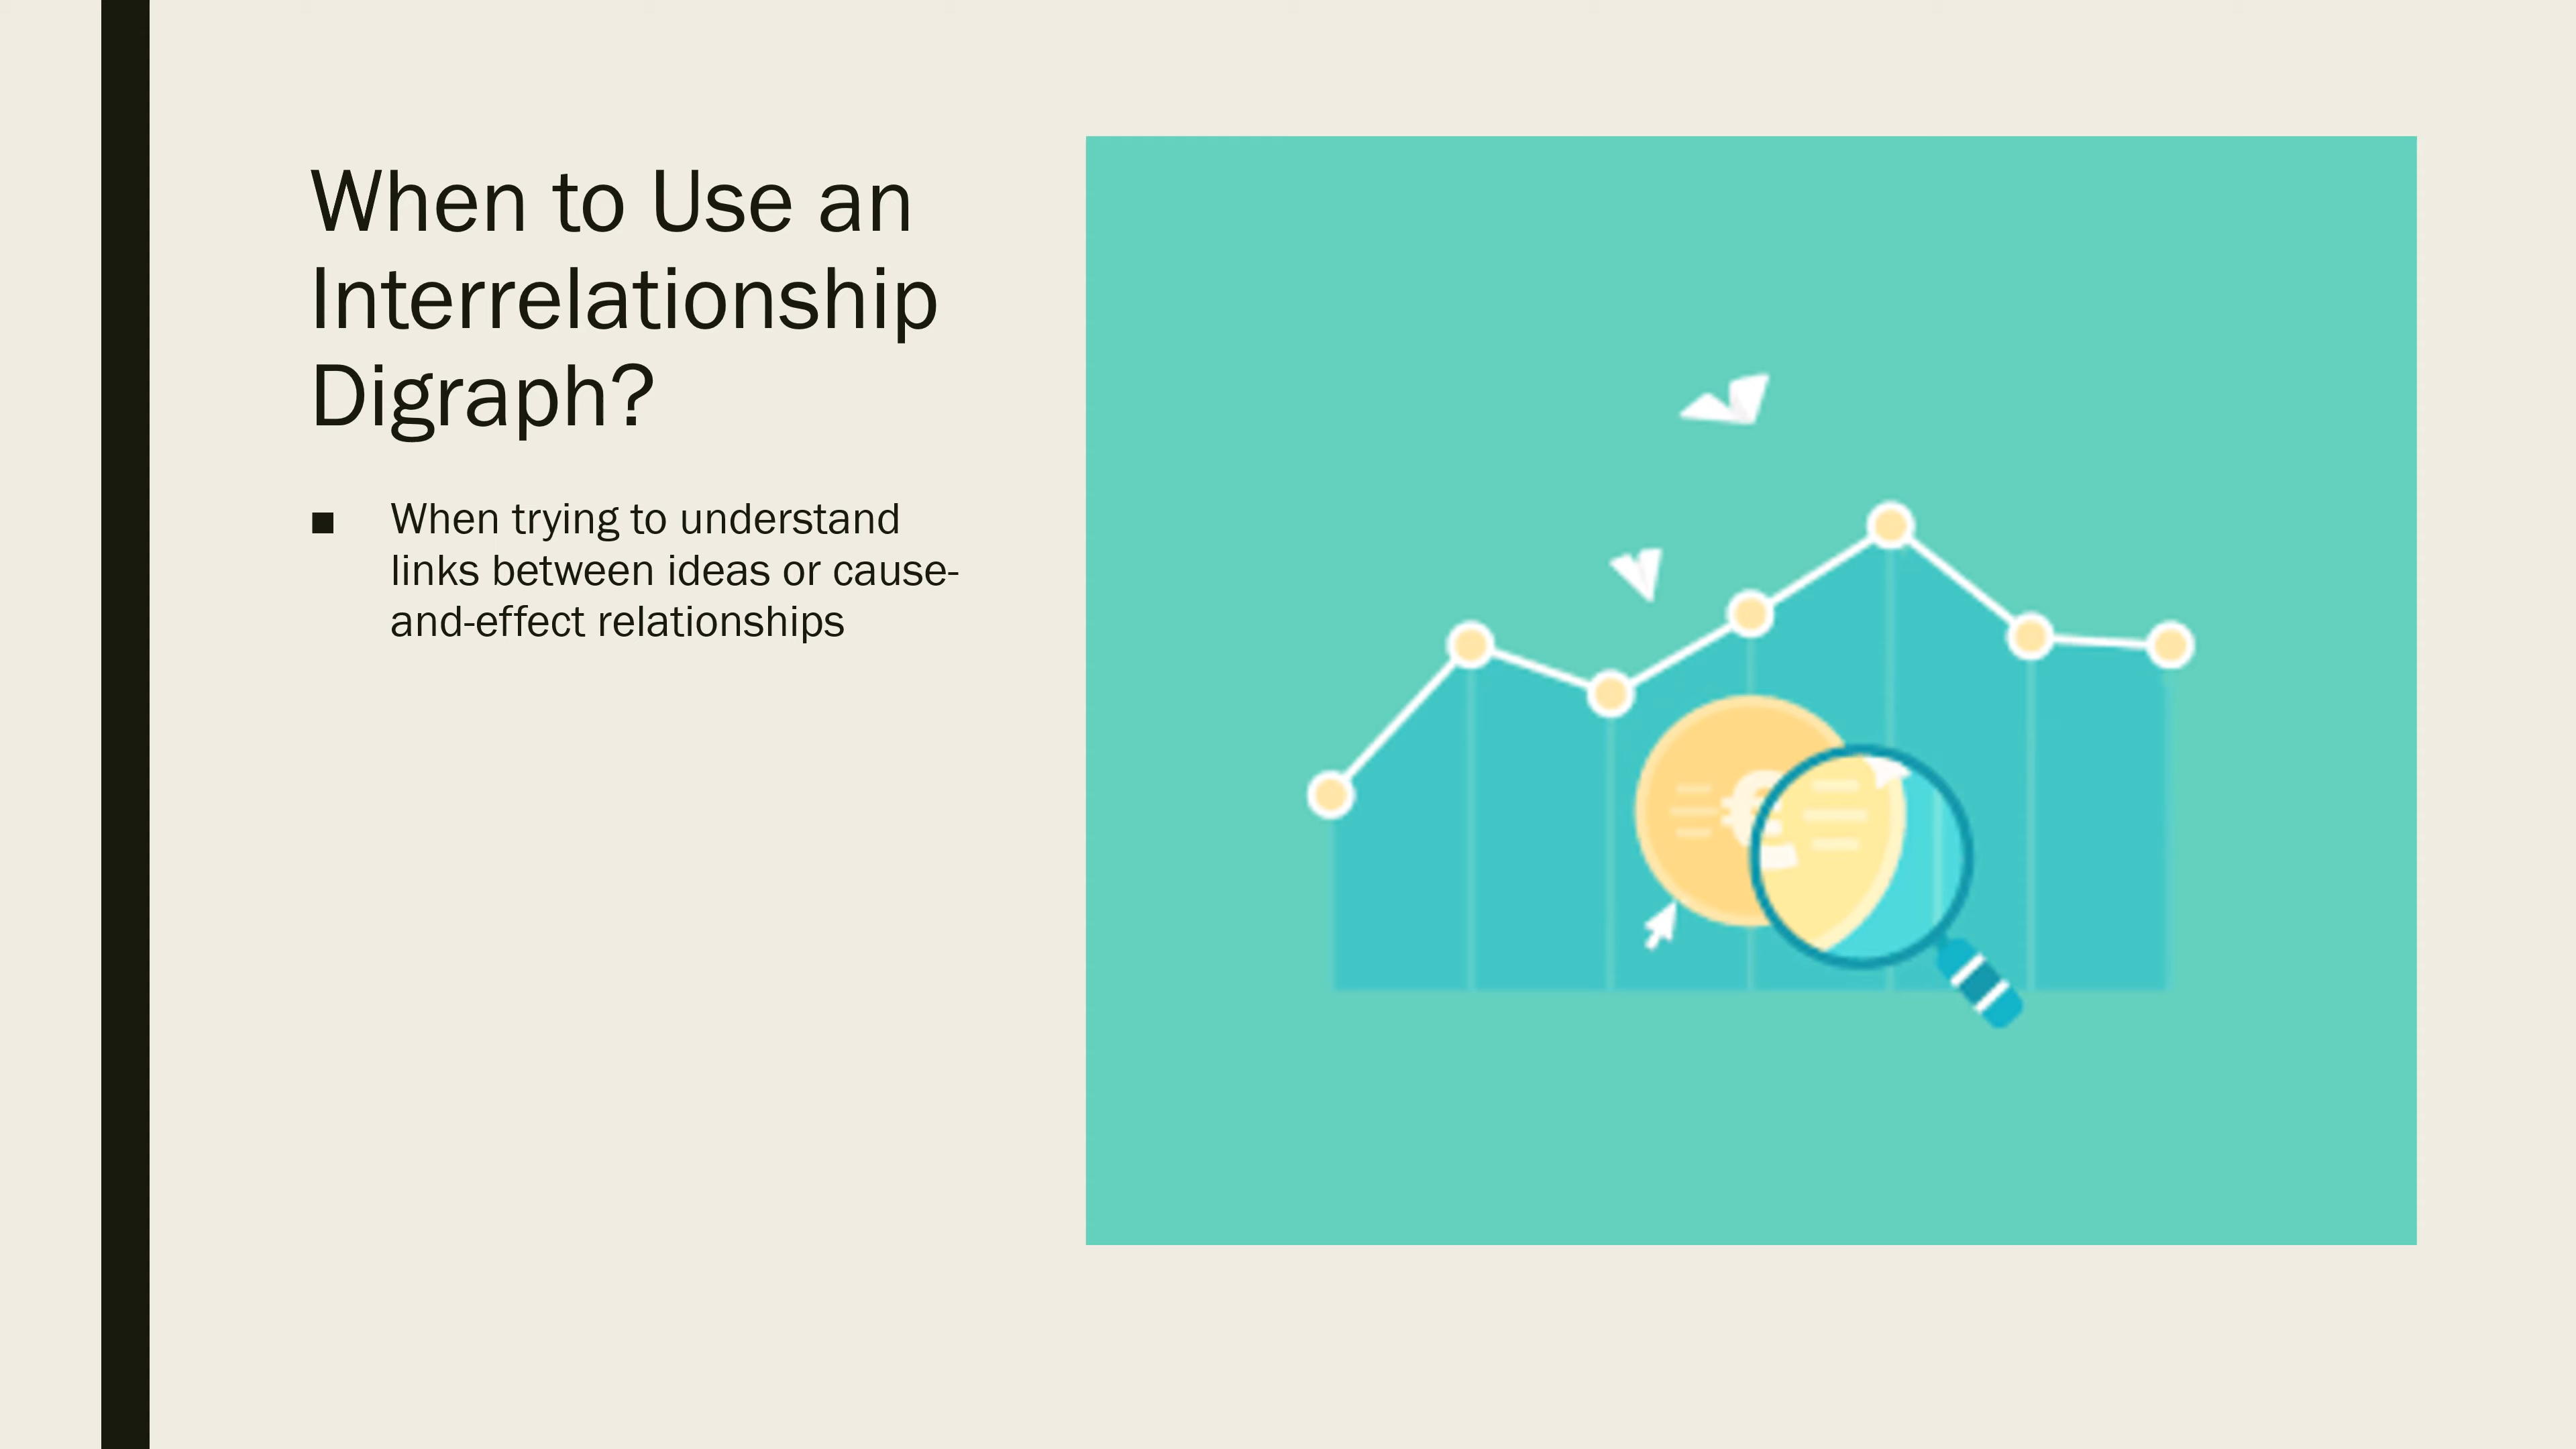 When to Use an
Interrelationship
Digraph?
■ When trying to understand
links between ideas or cause-
and-effect relationships
€